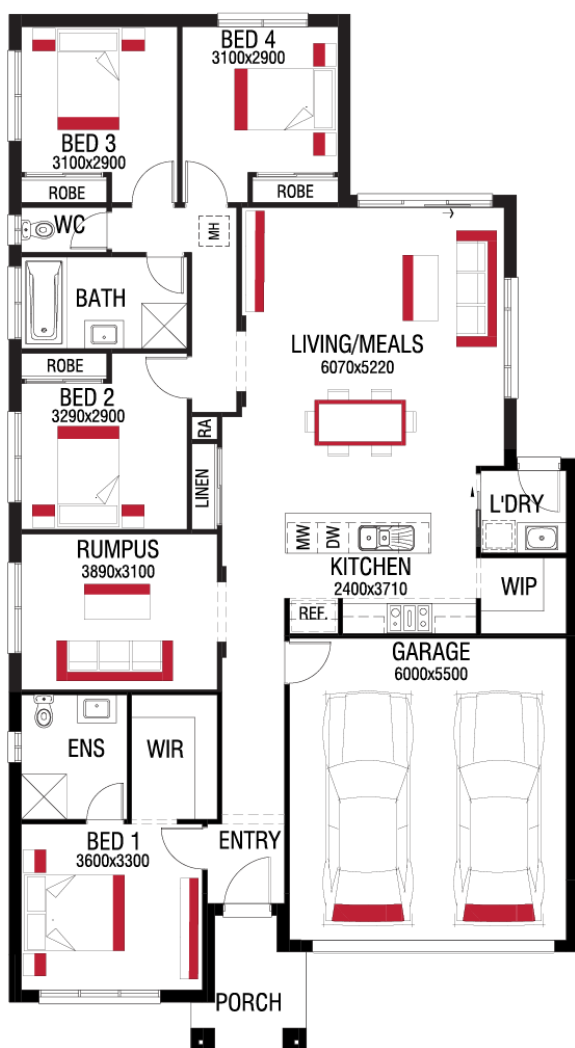 BED 4
3100x2900
BED 3
3100x2900
ROBE
ROBE
WC
MH
BATH
LIVING/MEALS
6070x5220
ROBE
BED 2
3290x2900
RA
LINEN
L'DRY
MW
DW
RUMPUS
3890x3100
KITCHEN
2400x3710
WIP
REF.
GARAGE
6000x5500
ENS
WIR
BED 1
3600x3300
ENTRY
PORCH